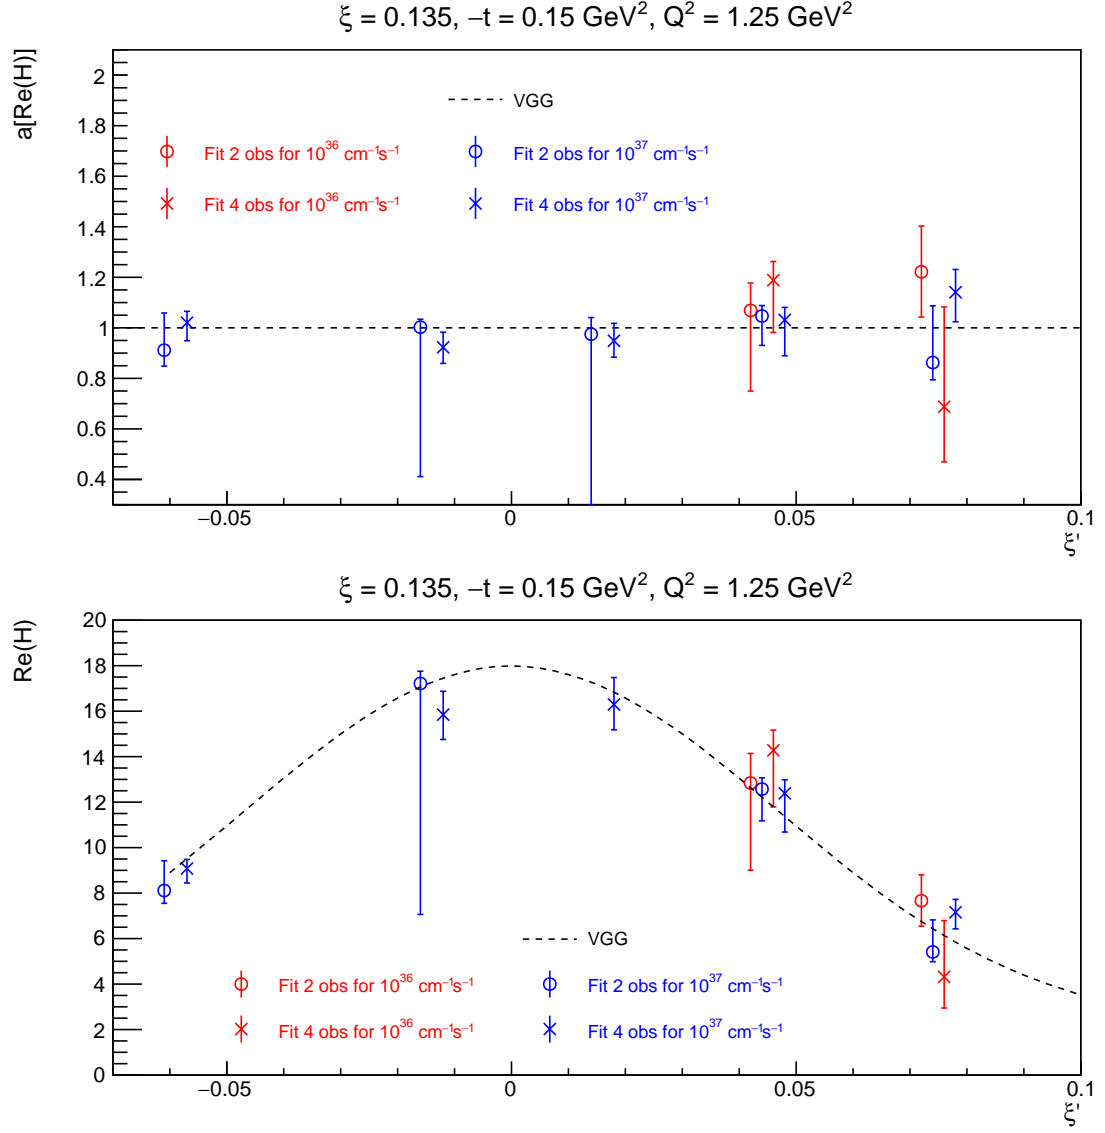 ξ = 0.135, −t = 0.15 GeV², Q² = 1.25 GeV²
a[Re(H)]
2
1.8
1.6
1.4
1.2
1
0.8
0.6
0.4
VGG
Fit 2 obs for 10³⁶ cm⁻¹s⁻¹
Fit 2 obs for 10³⁷ cm⁻¹s⁻¹
Fit 4 obs for 10³⁶ cm⁻¹s⁻¹
Fit 4 obs for 10³⁷ cm⁻¹s⁻¹
−0.05 0 0.05 0.1
ξ'
ξ = 0.135, −t = 0.15 GeV², Q² = 1.25 GeV²
Re(H)
20
18
16
14
12
10
8
6
4
2
0
VGG
Fit 2 obs for 10³⁶ cm⁻¹s⁻¹
Fit 2 obs for 10³⁷ cm⁻¹s⁻¹
Fit 4 obs for 10³⁶ cm⁻¹s⁻¹
Fit 4 obs for 10³⁷ cm⁻¹s⁻¹
−0.05 0 0.05 0.1
ξ'